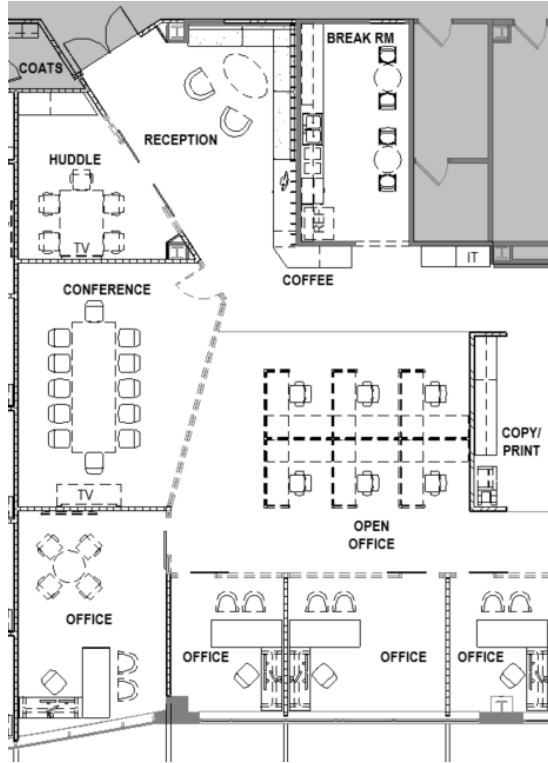 BREAK RM
COATS
RECEPTION
HUDDLE
TV
REF
IT
COFFEE
CONFERENCE
COPY/
PRINT
TV
OPEN
OFFICE
OFFICE
OFFICE
OFFICE
OFFICE
T